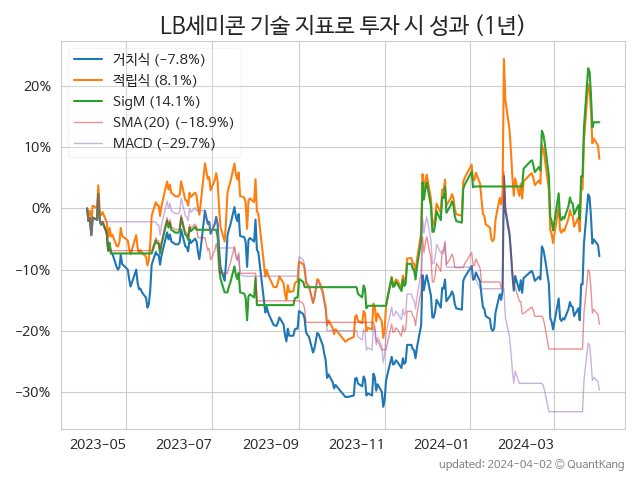 LB세미콘 기술 지표로 투자 시 성과 (1년)
거치식 (−7.8%)
적립식 (8.1%)
SigM (14.1%)
SMA(20) (−18.9%)
MACD (−29.7%)
20%
10%
0%
−10%
−20%
−30%
2023-05
2023-07
2023-09
2023-11
2024-01
2024-03
updated: 2024-04-02 © QuantKang